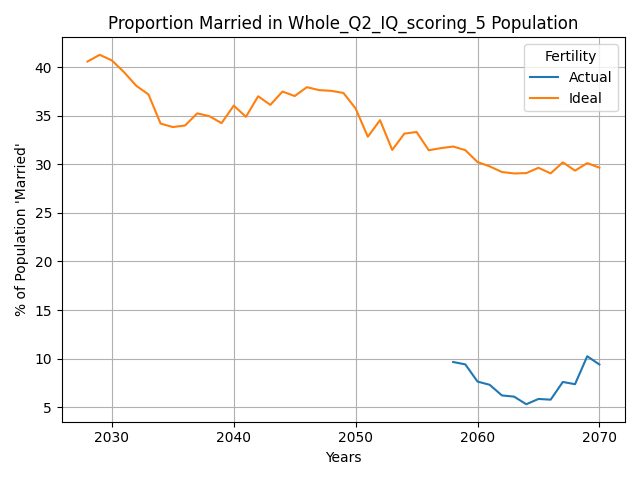 Proportion Married in Whole_Q2_IQ_scoring_5 Population
% of Population 'Married'
40
35
30
25
20
15
10
5
Fertility
Actual
Ideal
2030 2040 2050 2060 2070
Years